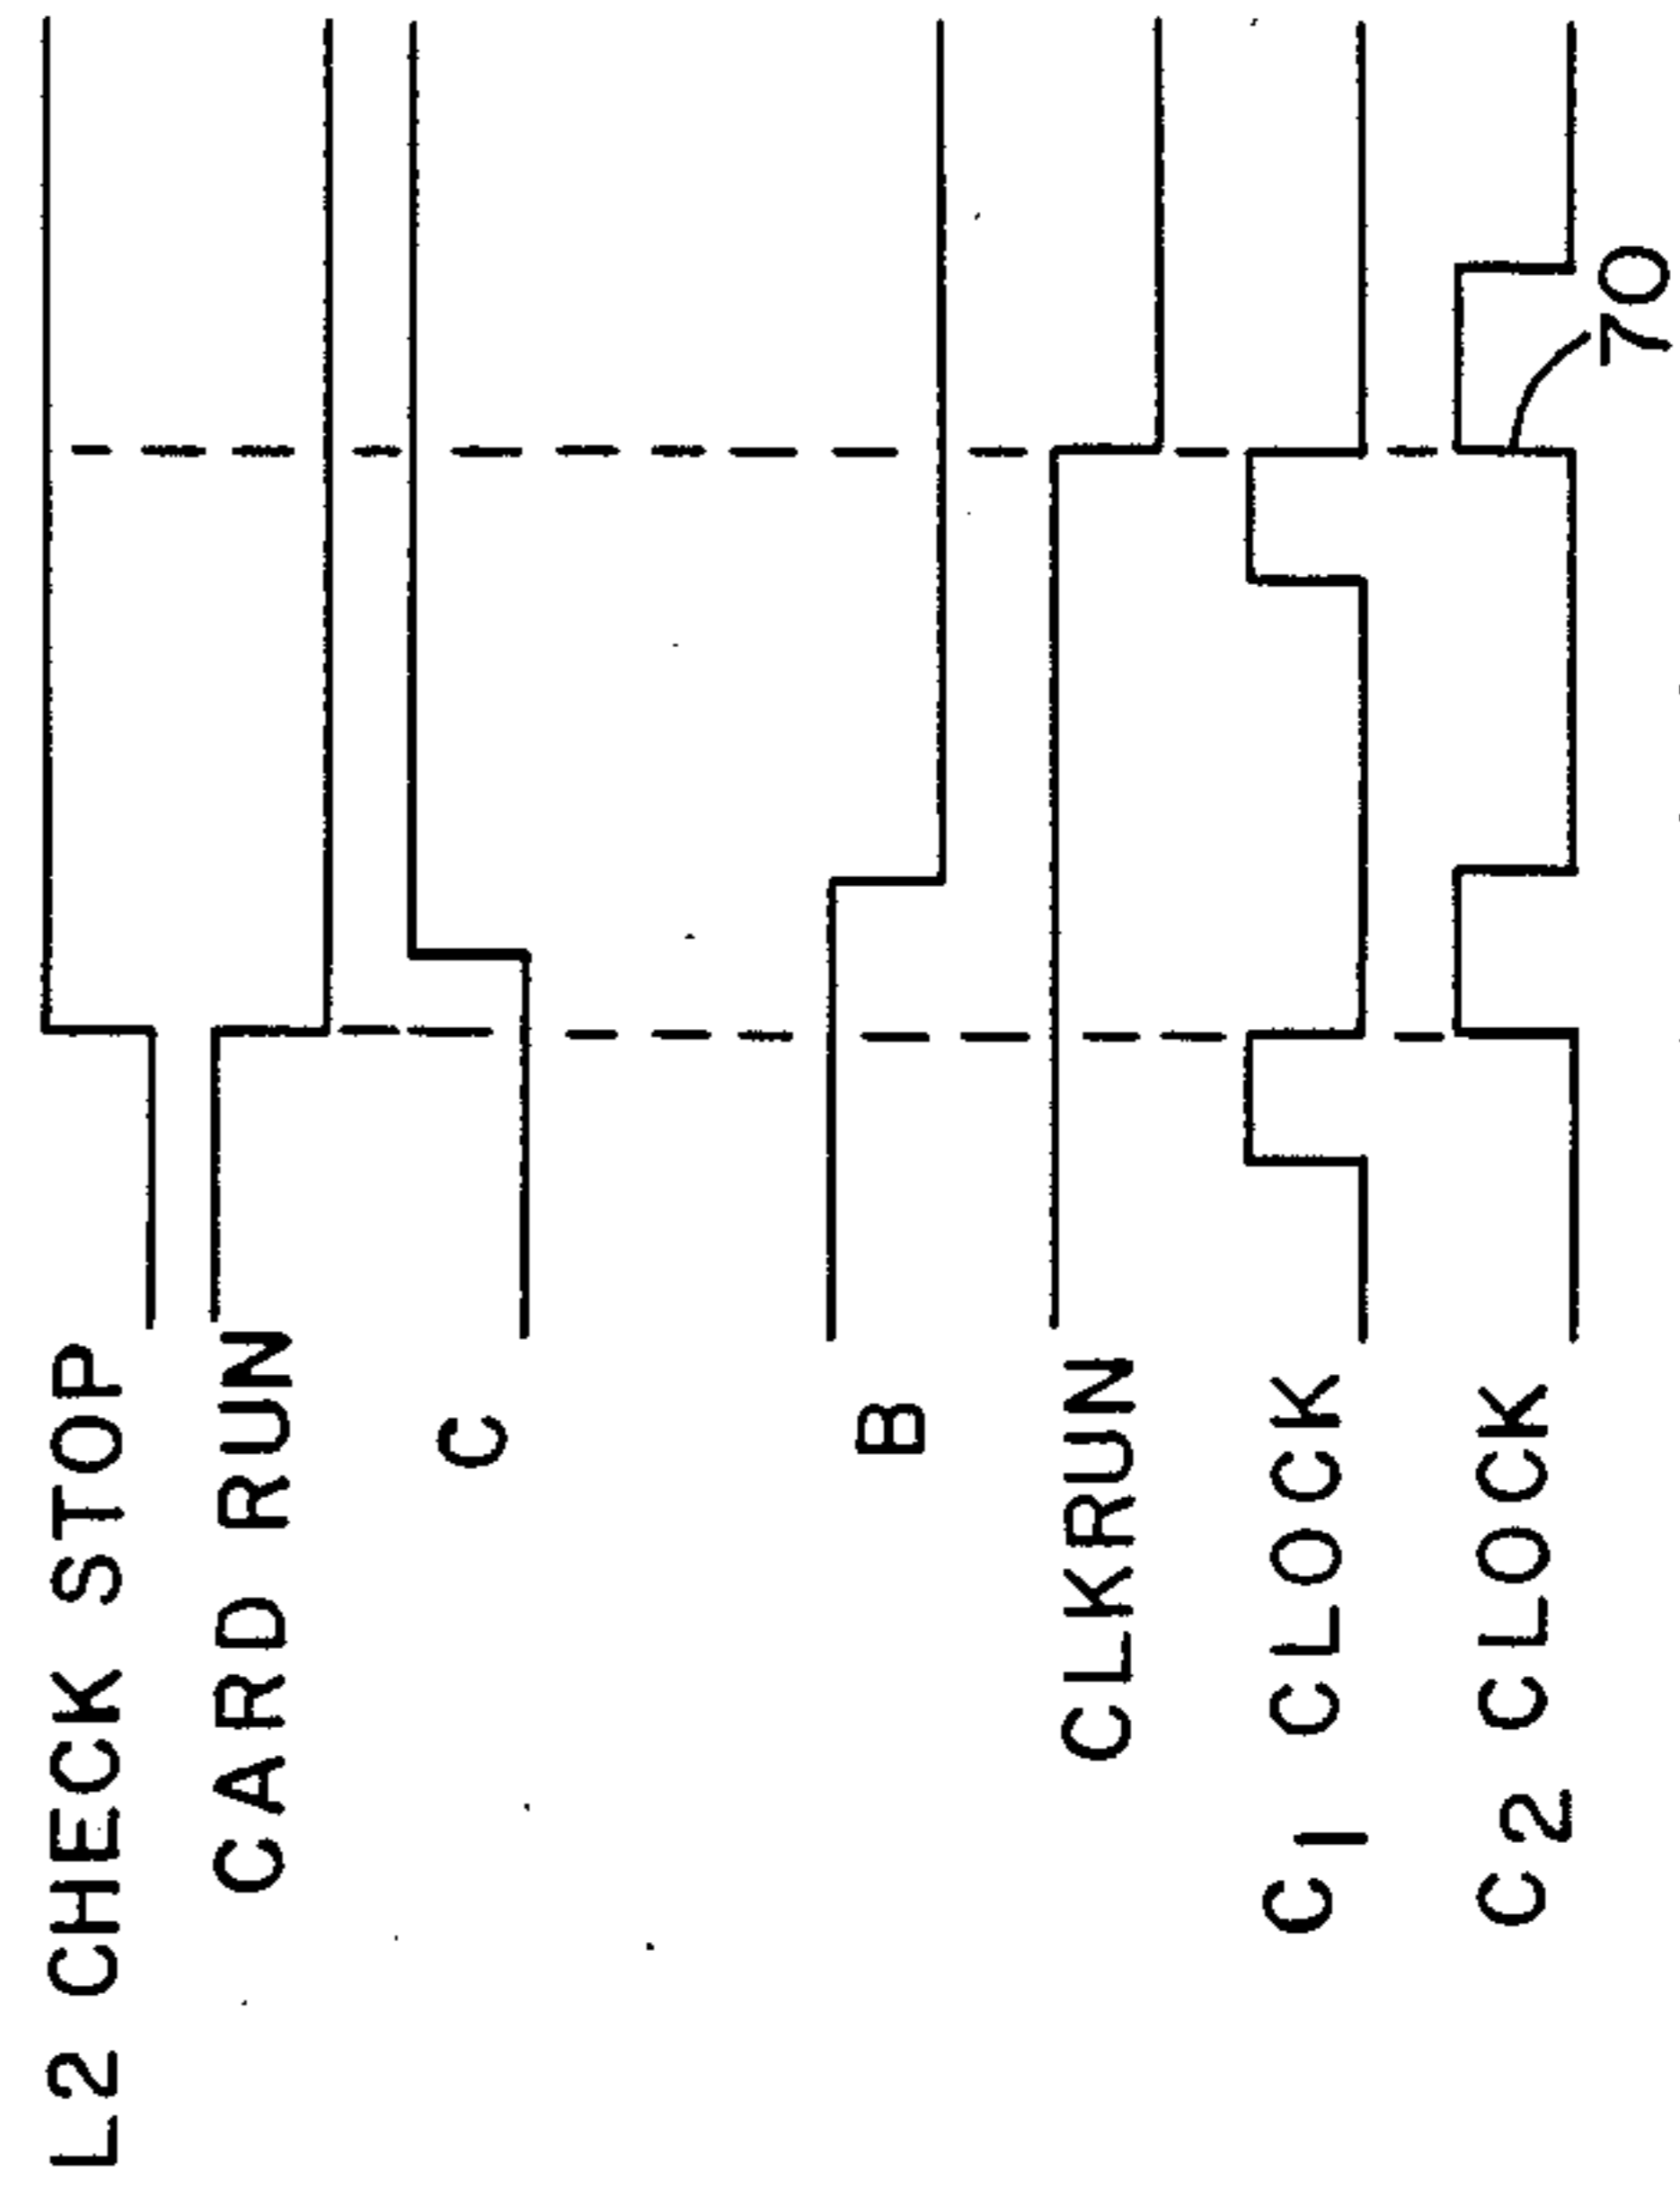 L2 CHECK STOP
CARD RUN
C
B
CLKRUN
C1 CLOCK
C2 CLOCK
70